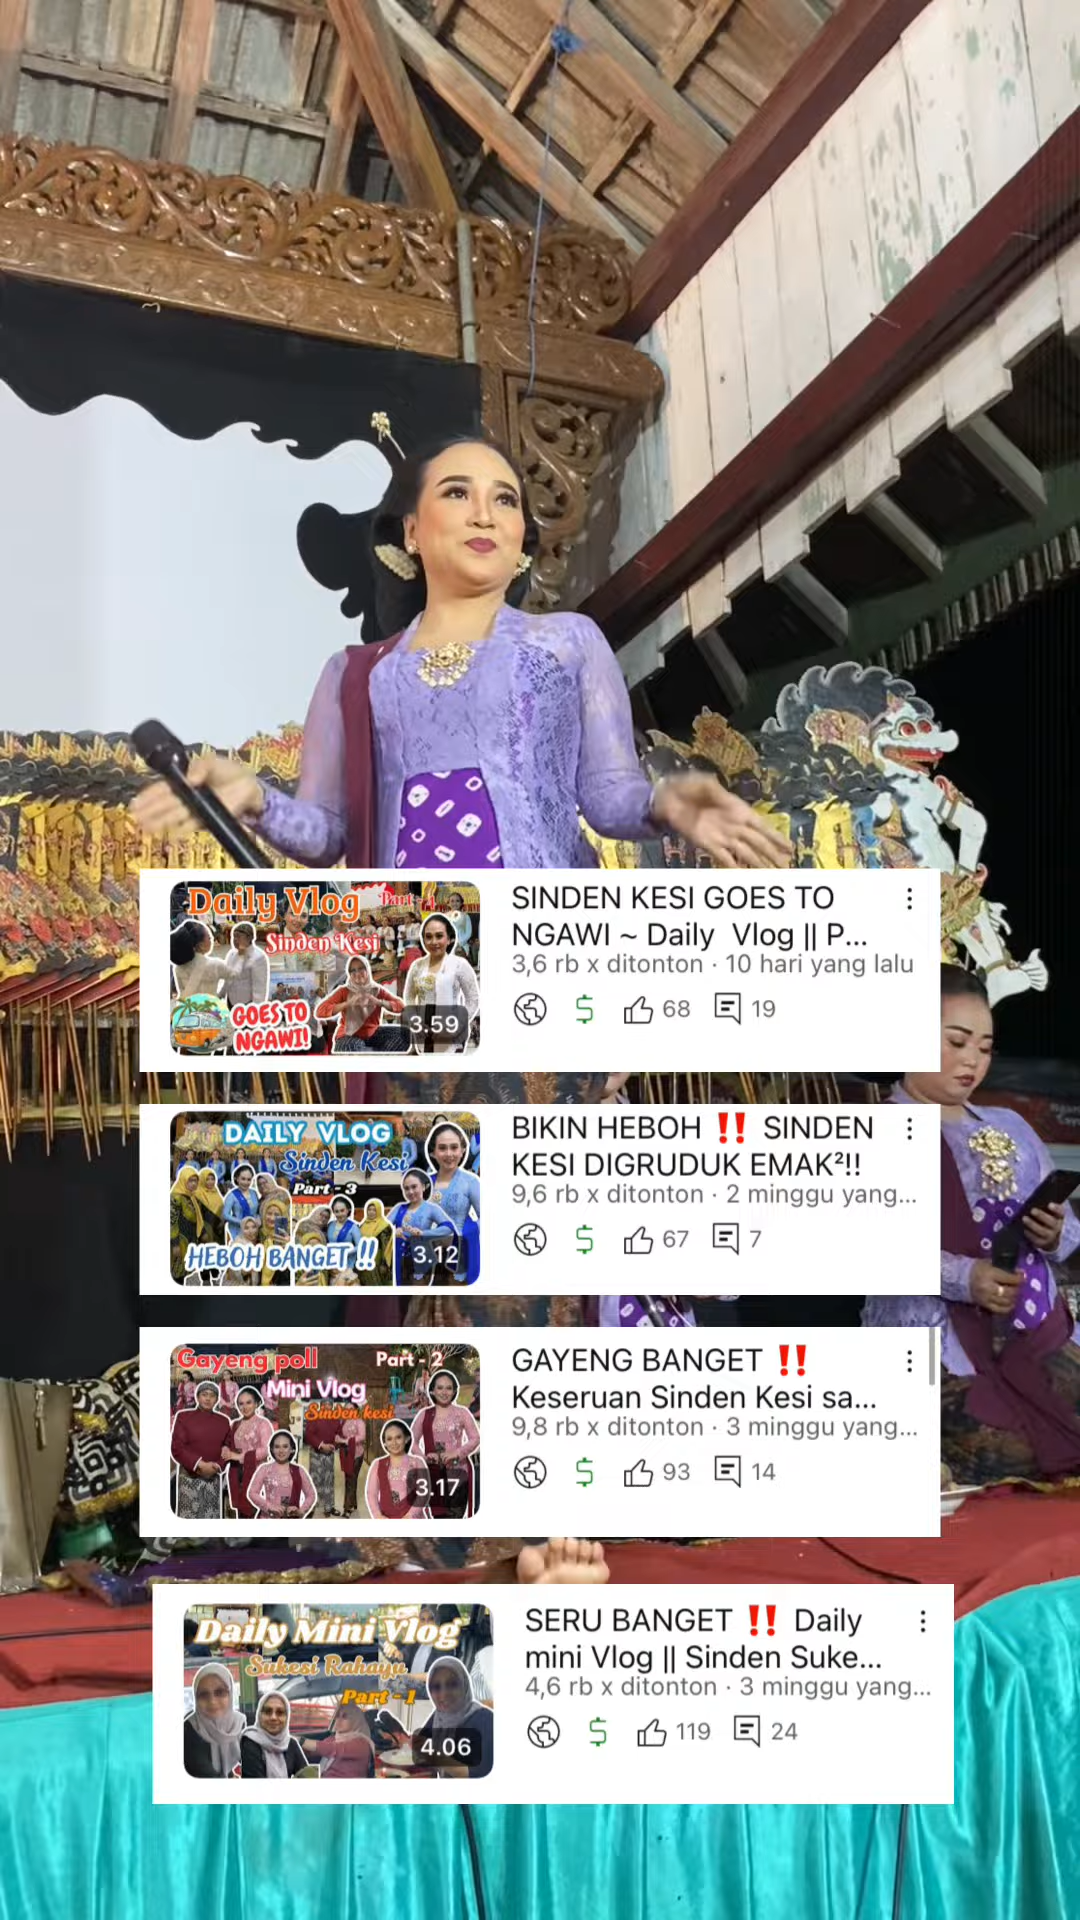 Daily Vlog
Part - 4
Sinden Kesi
GOES TO
NGAWI!
3.59
SINDEN KESI GOES TO
NGAWI ~ Daily Vlog || P...
3,6 rb x ditonton · 10 hari yang lalu
68
19
DAILY VLOG
Sinden Kesi
Part - 3
HEBOH BANGET !!
3.12
BIKIN HEBOH ‼️ SINDEN
KESI DIGRUDUK EMAK²!!
9,6 rb x ditonton · 2 minggu yang...
67
7
Gayeng poll
Part - 2
Mini Vlog
Sinden kesi
3.17
GAYENG BANGET ‼️
Keseruan Sinden Kesi sa...
9,8 rb x ditonton · 3 minggu yang...
93
14
Daily Mini Vlog
Sukesi Rahayu
Part - 1
4.06
SERU BANGET ‼️ Daily
mini Vlog || Sinden Suke...
4,6 rb x ditonton · 3 minggu yang...
119
24